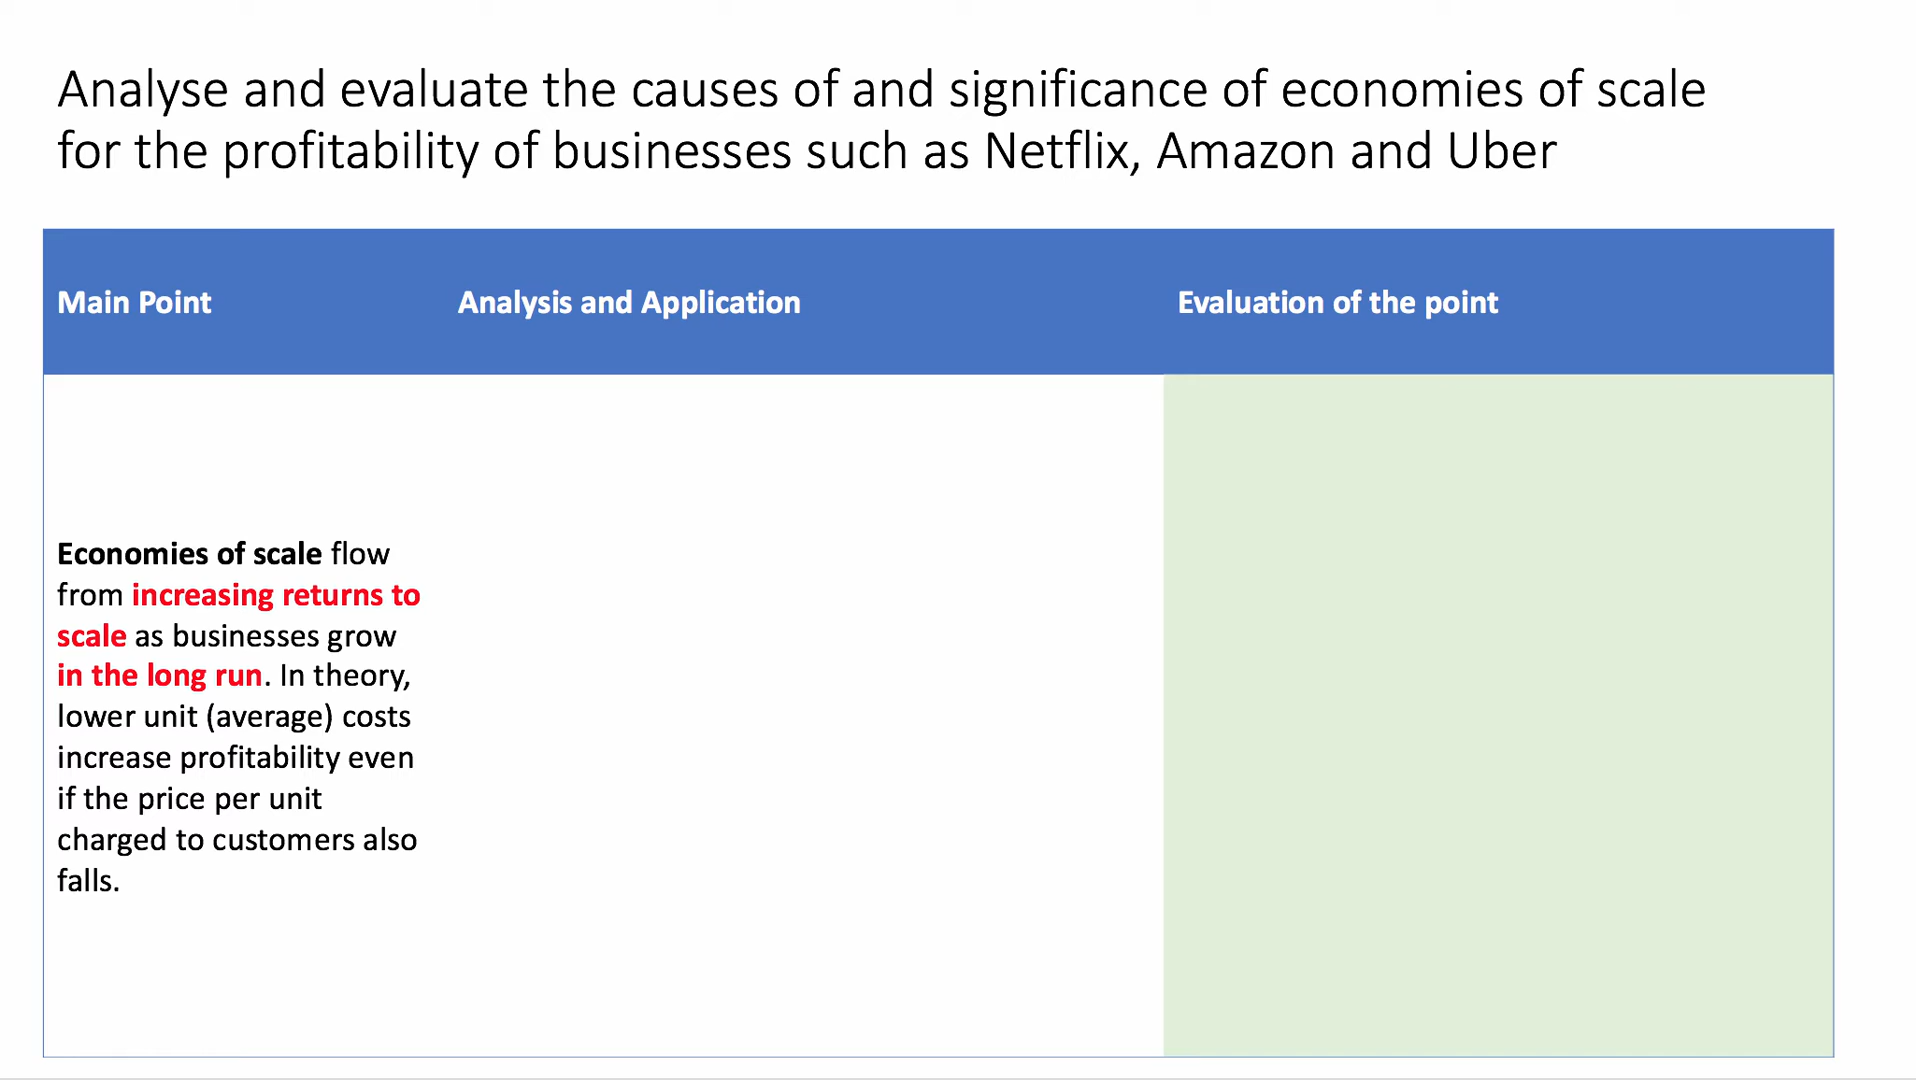 Analyse and evaluate the causes of and significance of economies of scale
for the profitability of businesses such as Netflix, Amazon and Uber
Main Point
Analysis and Application
Evaluation of the point
Economies of scale flow
from increasing returns to
scale as businesses grow
in the long run. In theory,
lower unit (average) costs
increase profitability even
if the price per unit
charged to customers also
falls.